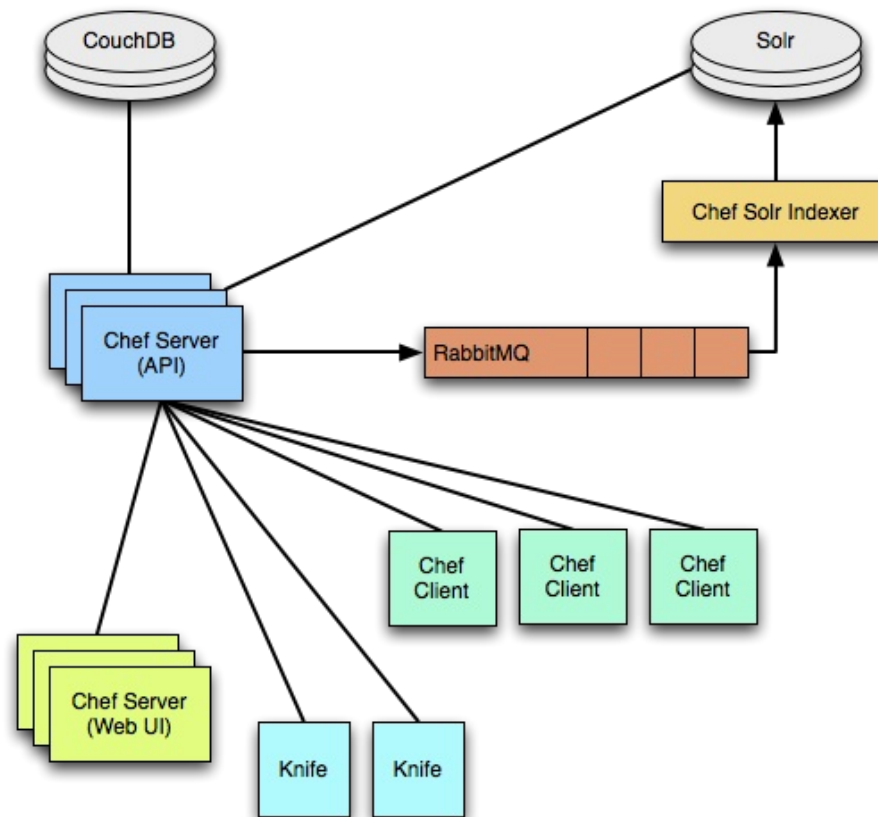 CouchDB
Solr
Chef Solr Indexer
Chef Server
(API)
RabbitMQ
Chef
Client
Chef
Client
Chef
Client
Chef Server
(Web UI)
Knife
Knife